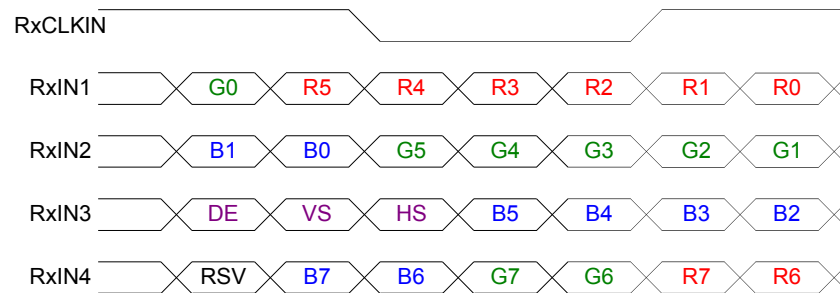 RxCLKIN
RxIN1 G0 R5 R4 R3 R2 R1 R0
RxIN2 B1 B0 G5 G4 G3 G2 G1
RxIN3 DE VS HS B5 B4 B3 B2
RxIN4 RSV B7 B6 G7 G6 R7 R6